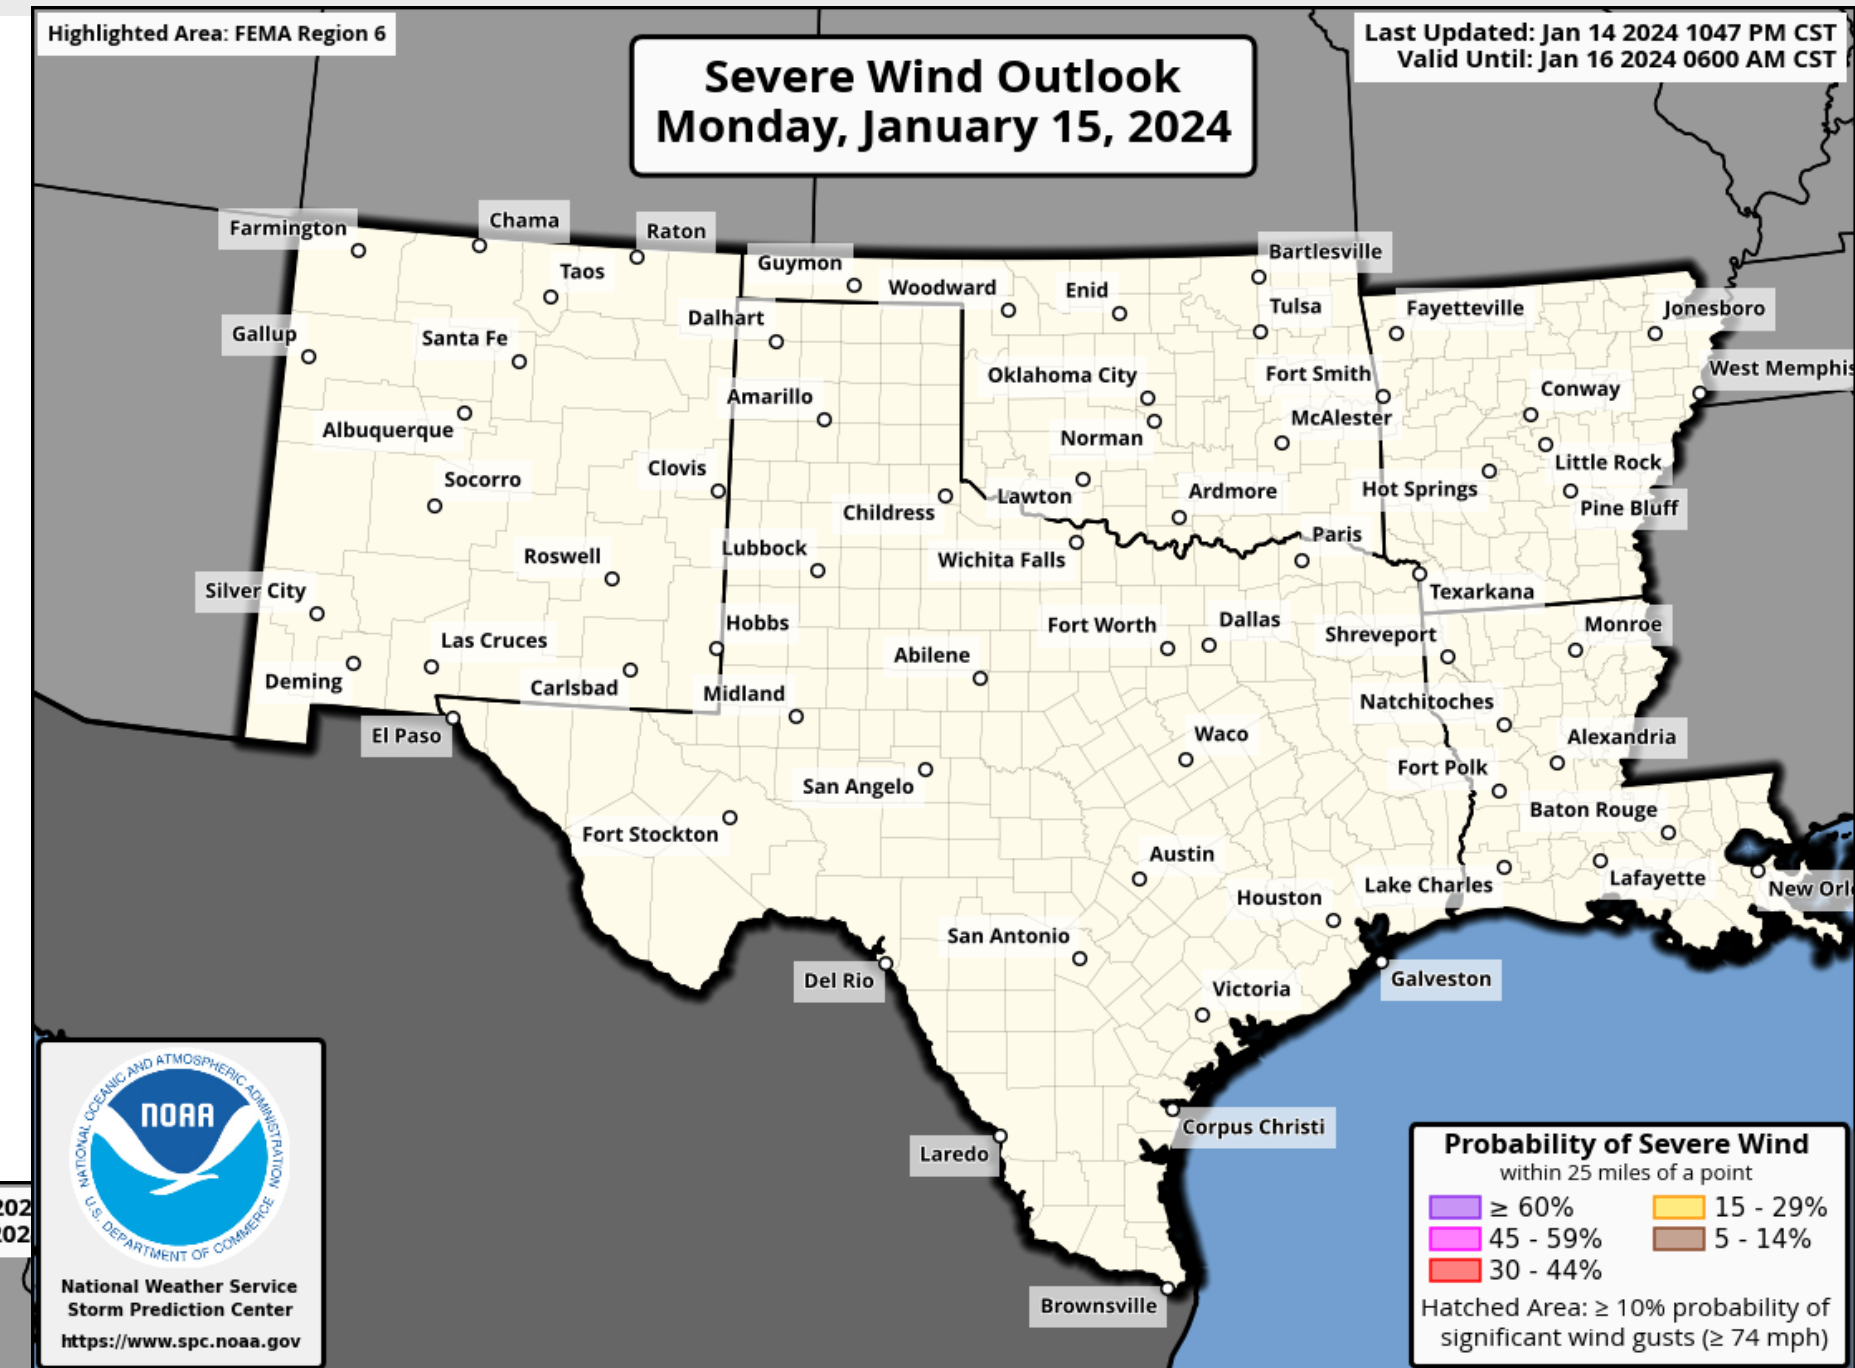 Highlighted Area: FEMA Region 6
Last Updated: Jan 14 2024 1047 PM CST
Valid Until: Jan 16 2024 0600 AM CST
Severe Wind Outlook
Monday, January 15, 2024
Farmington
Chama
Raton
Taos
Guymon
Woodward
Enid
Bartlesville
Tulsa
Fayetteville
Jonesboro
Gallup
Santa Fe
Dalhart
Oklahoma City
Fort Smith
West Memphis
Conway
Amarillo
McAlester
Albuquerque
Norman
Little Rock
Socorro
Clovis
Lawton
Ardmore
Hot Springs
Pine Bluff
Childress
Paris
Roswell
Lubbock
Wichita Falls
Silver City
Texarkana
Hobbs
Fort Worth
Dallas
Shreveport
Monroe
Las Cruces
Abilene
Deming
Carlsbad
Midland
Natchitoches
El Paso
Waco
Alexandria
San Angelo
Fort Polk
Baton Rouge
Fort Stockton
Austin
Houston
Lake Charles
Lafayette
New Orl
San Antonio
Del Rio
Victoria
Galveston
Corpus Christi
Laredo
Brownsville
202
202
NATIONAL OCEANIC AND ATMOSPHERIC ADMINISTRATION
NOAA
U.S. DEPARTMENT OF COMMERCE
National Weather Service
Storm Prediction Center
https://www.spc.noaa.gov
Probability of Severe Wind
within 25 miles of a point
≥ 60%
15 - 29%
45 - 59%
5 - 14%
30 - 44%
Hatched Area: ≥ 10% probability of
significant wind gusts (≥ 74 mph)